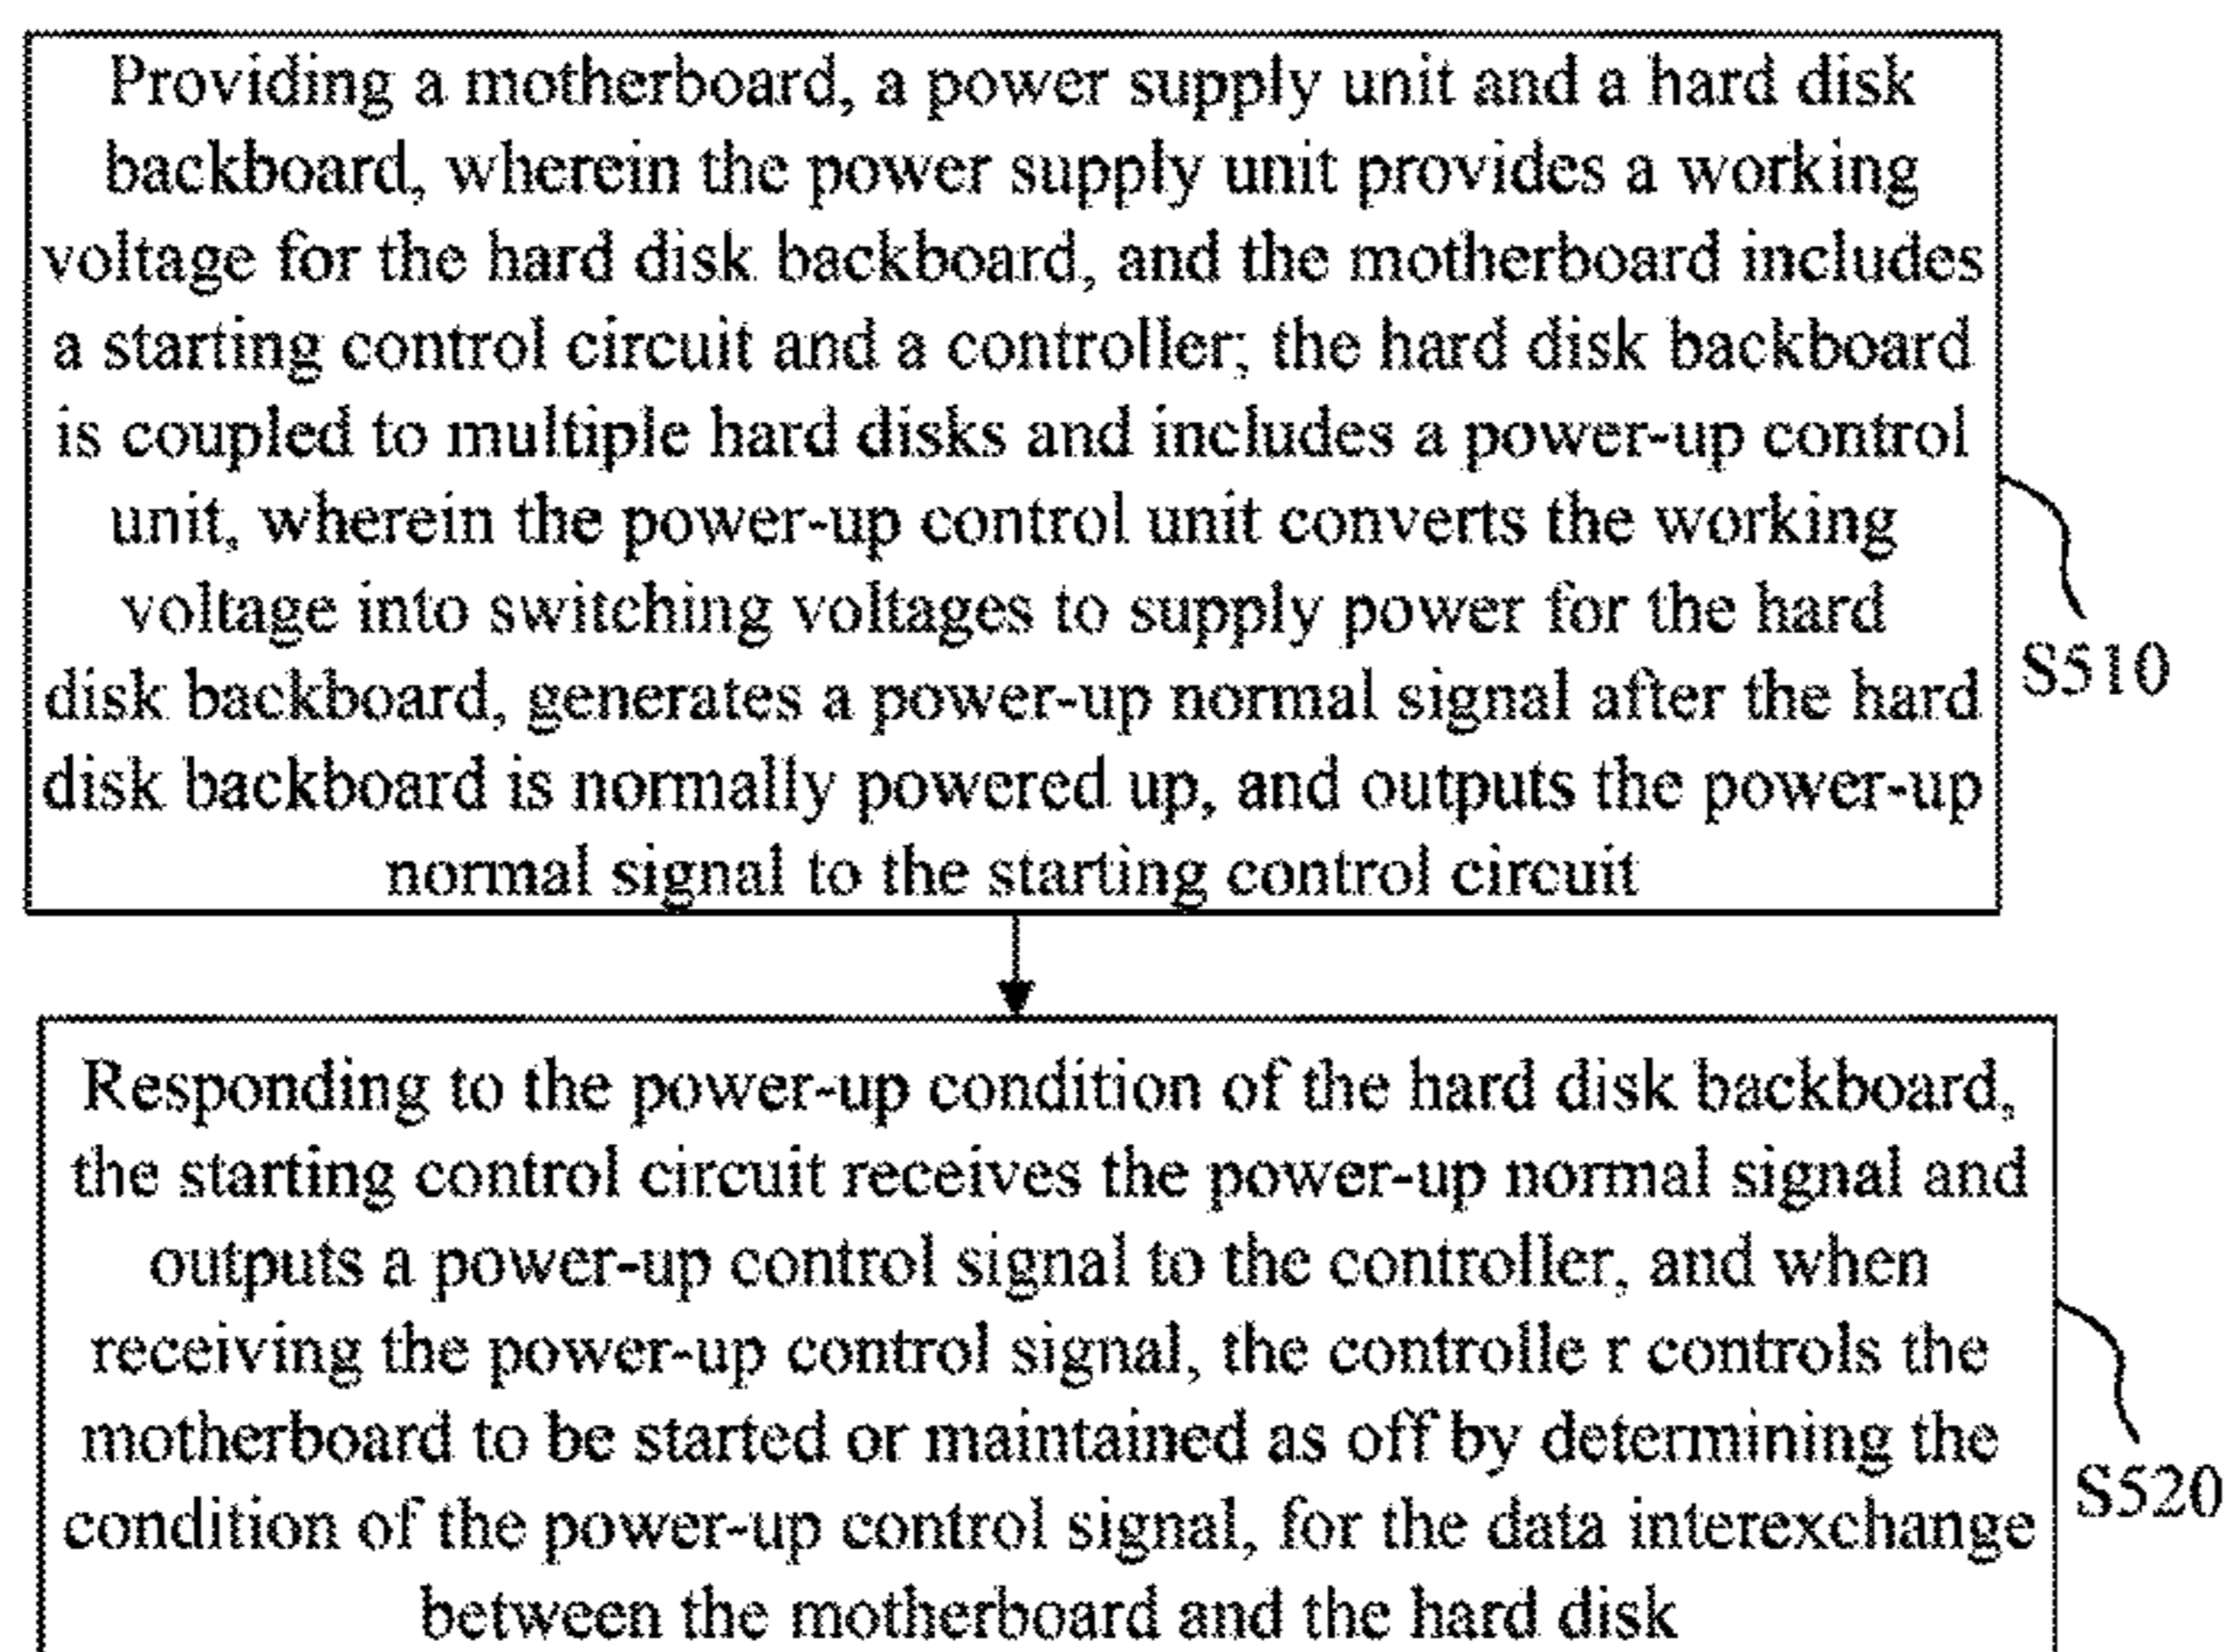 Providing a motherboard, a power supply unit and a hard disk
backboard, wherein the power supply unit provides a working
voltage for the hard disk backboard, and the motherboard includes
a starting control circuit and a controller; the hard disk backboard
is coupled to multiple hard disks and includes a power-up control
unit, wherein the power-up control unit converts the working
voltage into switching voltages to supply power for the hard
disk backboard, generates a power-up normal signal after the hard
disk backboard is normally powered up, and outputs the power-up
normal signal to the starting control circuit
S510
Responding to the power-up condition of the hard disk backboard,
the starting control circuit receives the power-up normal signal and
outputs a power-up control signal to the controller, and when
receiving the power-up control signal, the controlle r controls the
motherboard to be started or maintained as off by determining the
condition of the power-up control signal, for the data interexchange
between the motherboard and the hard disk
S520